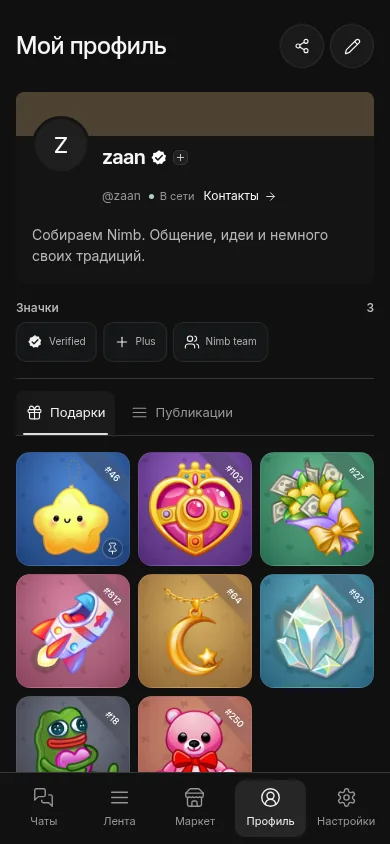 Мой профиль
Z
zaan
@zaan В сети Контакты →
Собираем Nimb. Общение, идеи и немного
своих традиций.
Значки 3
Verified Plus Nimb team
Подарки Публикации
#46 #103 #27
#812 #64 #93
#18 #250
Чаты Лента Маркет Профиль Настройки